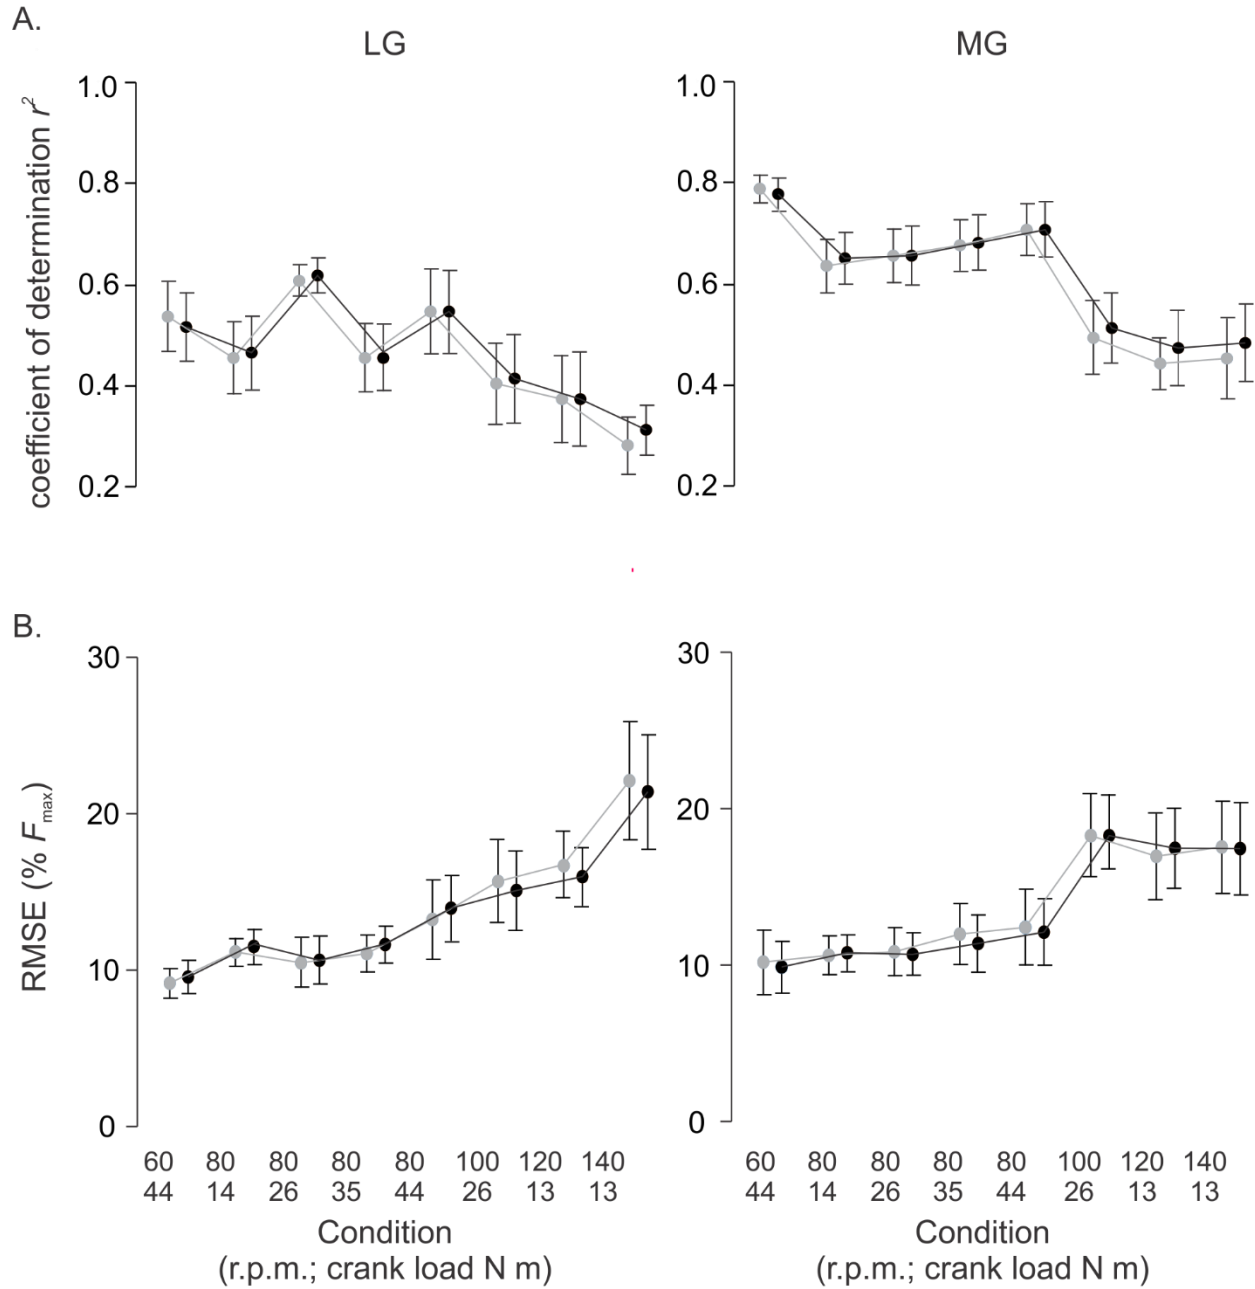 A.
LG
MG
coefficient of determination r²
1.0
0.8
0.6
0.4
0.2
1.0
0.8
0.6
0.4
0.2
B.
RMSE (% Fmax)
30
20
10
0
30
20
10
0
60 80 80 80 80 100 120 140
44 14 26 35 44 26 13 13
Condition
(r.p.m.; crank load N m)
60 80 80 80 80 100 120 140
44 14 26 35 44 26 13 13
Condition
(r.p.m.; crank load N m)